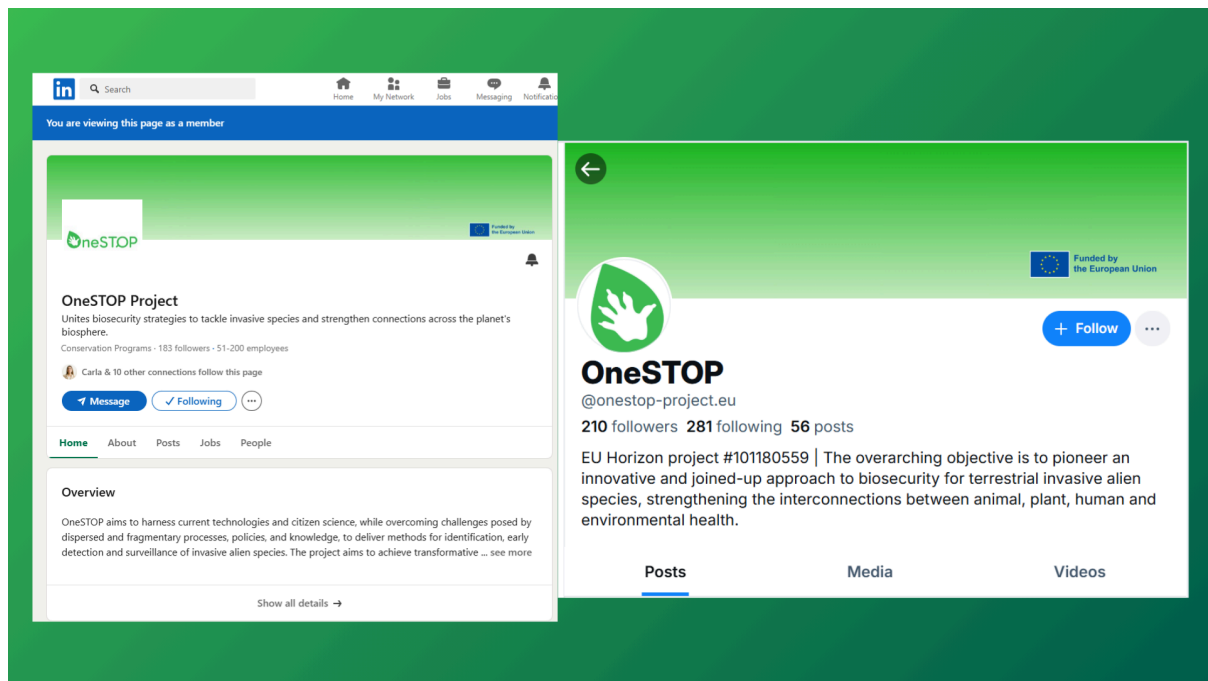 in
Search
Home
My Network
Jobs
Messaging
Notificatio
You are viewing this page as a member
OneSTOP
Funded by
the European Union
OneSTOP Project
Unites biosecurity strategies to tackle invasive species and strengthen connections across the planet's
biosphere.
Conservation Programs · 183 followers · 51-200 employees
Carla & 10 other connections follow this page
Message
Following
Home
About
Posts
Jobs
People
Overview
OneSTOP aims to harness current technologies and citizen science, while overcoming challenges posed by
dispersed and fragmentary processes, policies, and knowledge, to deliver methods for identification, early
detection and surveillance of invasive alien species. The project aims to achieve transformative ... see more
Show all details →
Funded by
the European Union
+ Follow
OneSTOP
@onestop-project.eu
210 followers 281 following 56 posts
EU Horizon project #101180559 | The overarching objective is to pioneer an
innovative and joined-up approach to biosecurity for terrestrial invasive alien
species, strengthening the interconnections between animal, plant, human and
environmental health.
Posts
Media
Videos